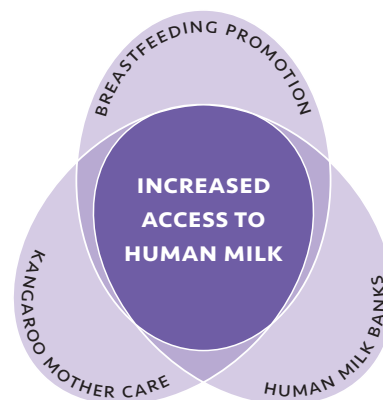 BREASTFEEDING PROMOTION
INCREASED
ACCESS TO
HUMAN MILK
KANGAROO MOTHER CARE
HUMAN MILK BANKS